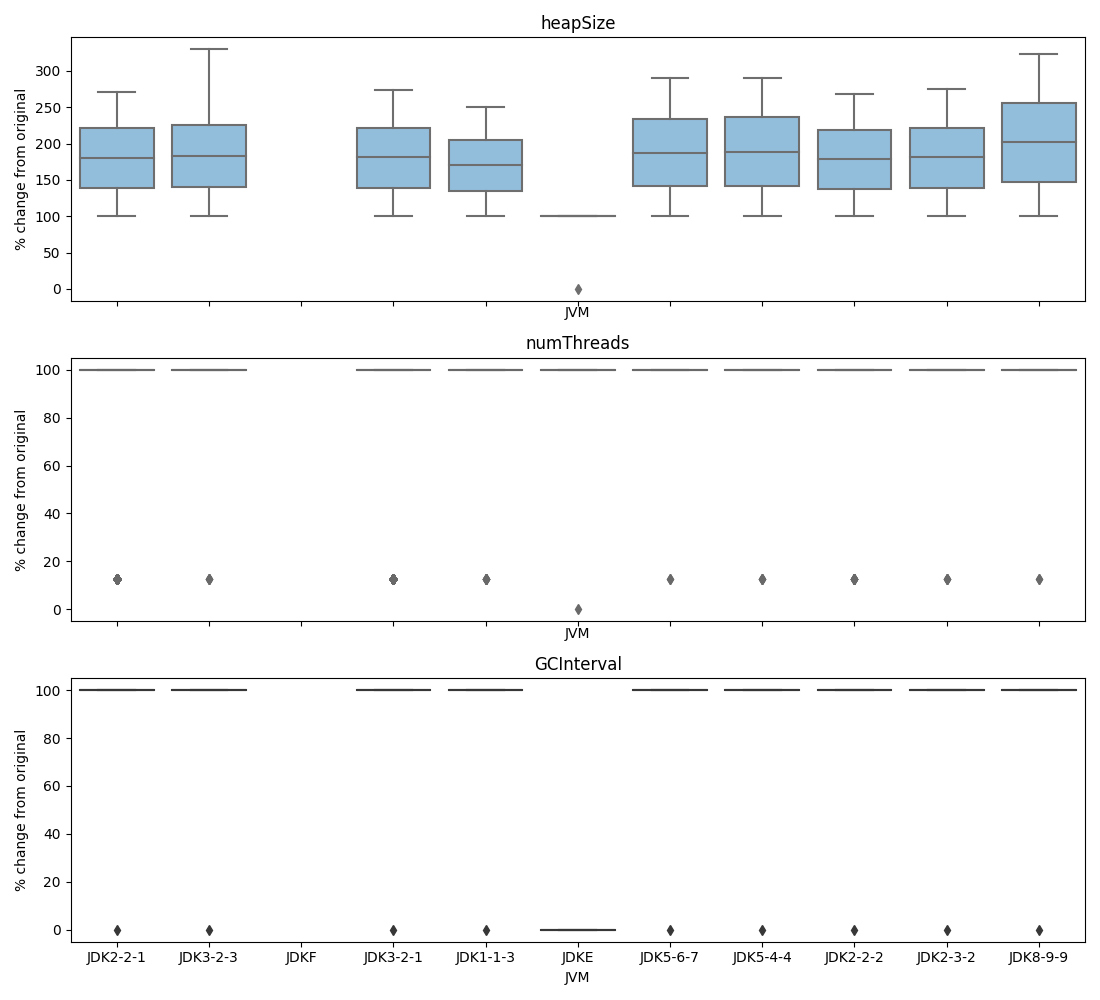 heapSize
% change from original
300
250
200
150
100
50
0
JVM
numThreads
% change from original
100
80
60
40
20
0
JVM
GCInterval
% change from original
100
80
60
40
20
0
JDK2-2-1 JDK3-2-3 JDKF JDK3-2-1 JDK1-1-3 JDKE JDK5-6-7 JDK5-4-4 JDK2-2-2 JDK2-3-2 JDK8-9-9
JVM